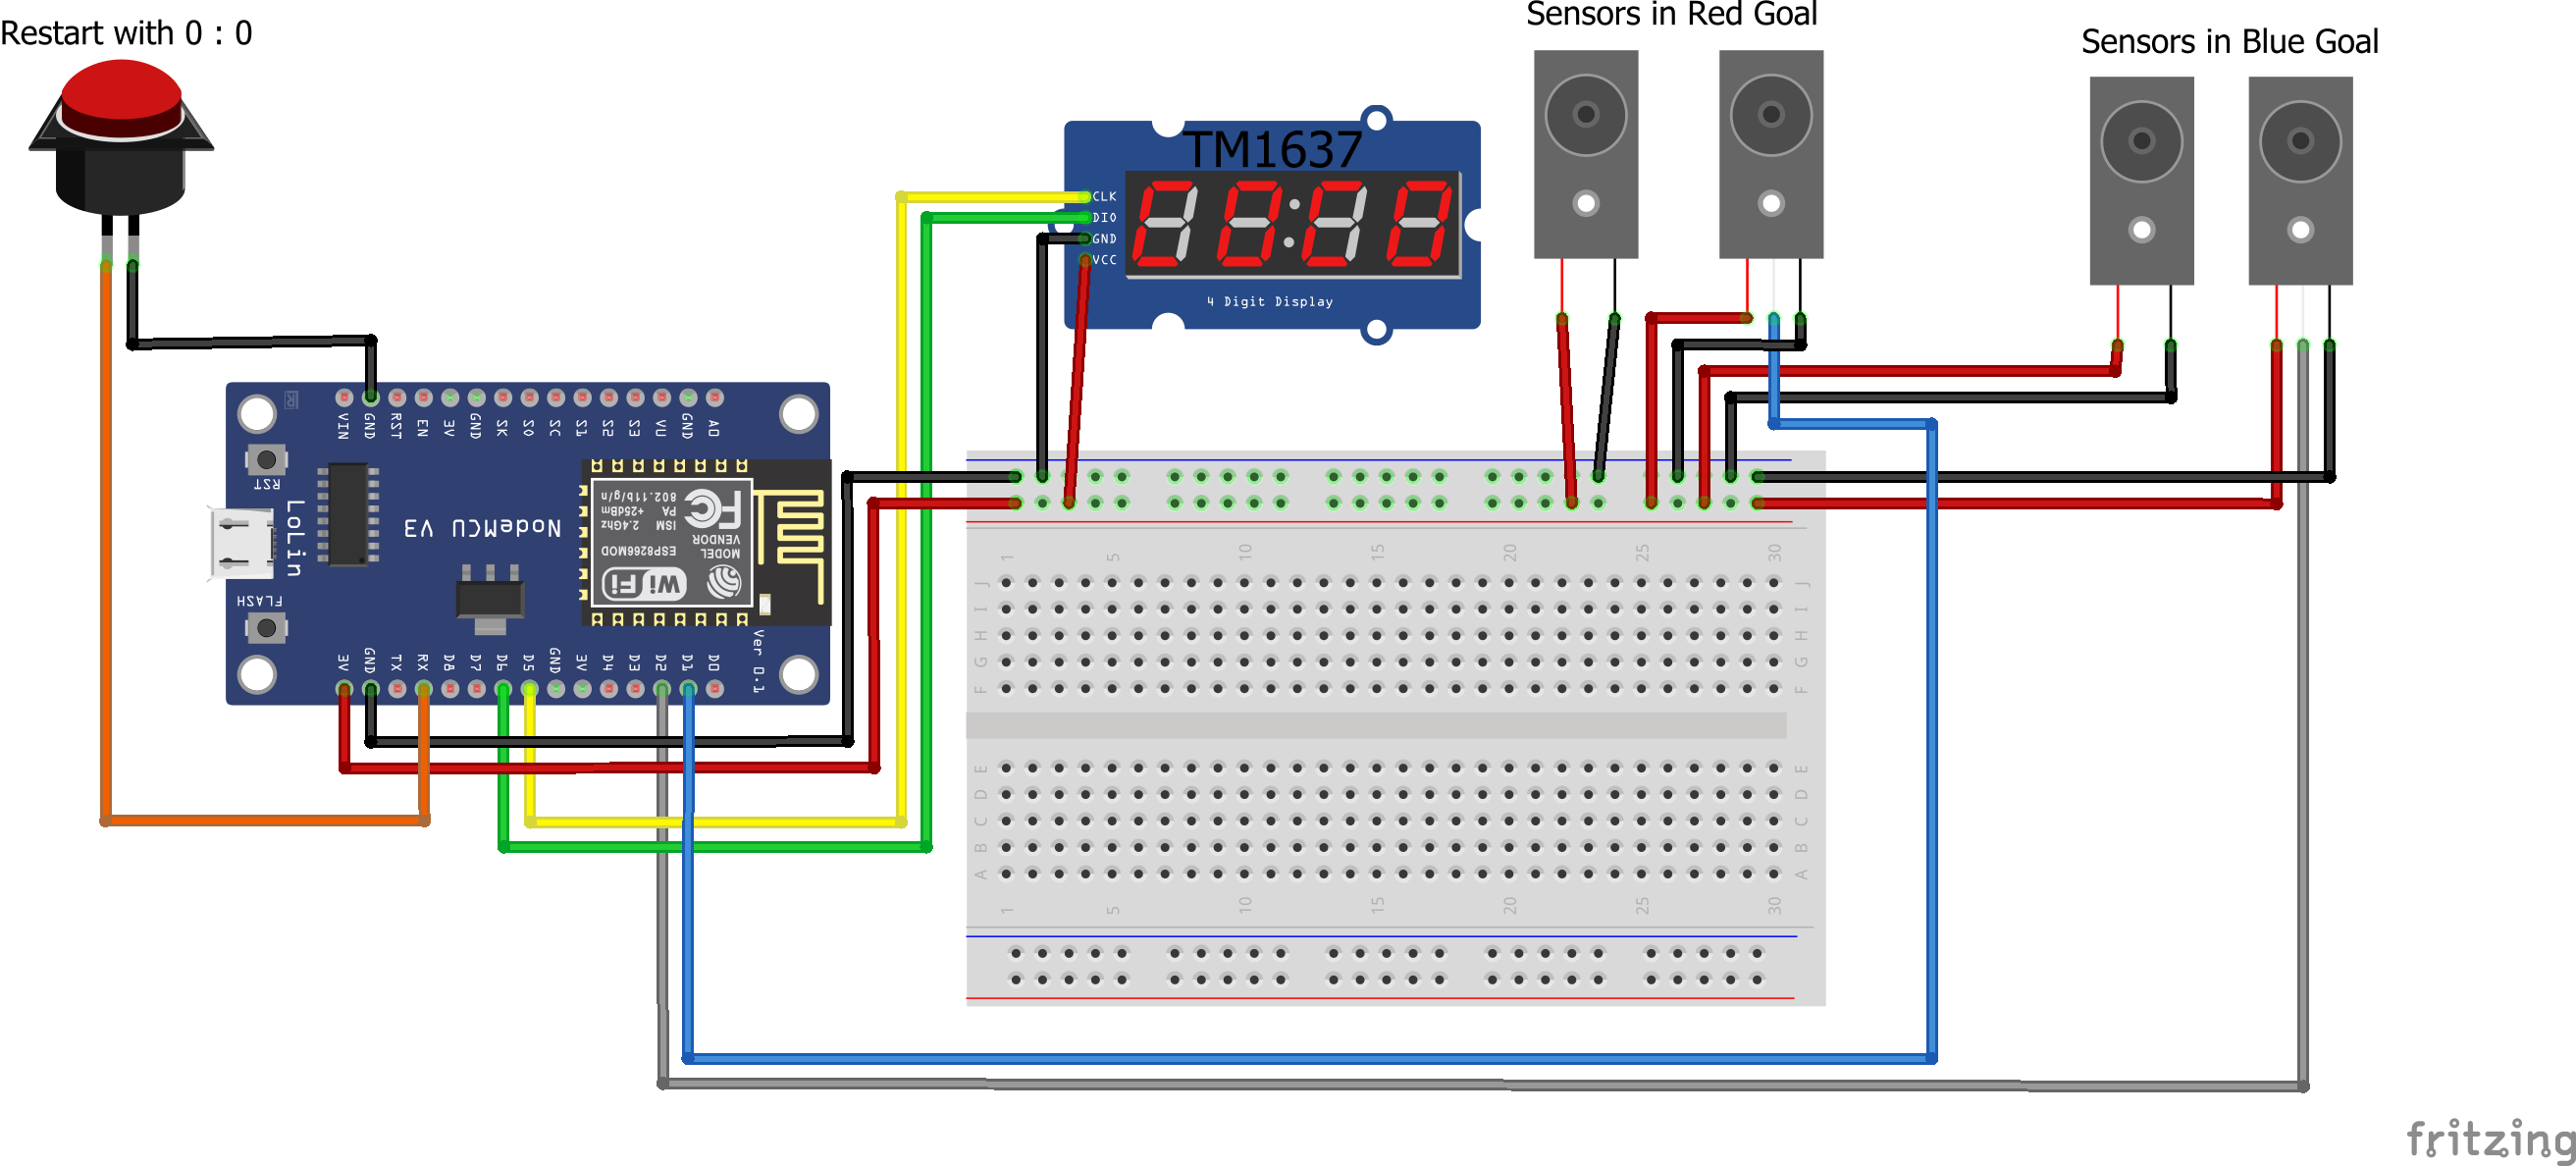 Sensors in Red Goal
Restart with 0 : 0
Sensors in Blue Goal
TM1637
CLK
DIO
GND
VCC
4 Digit Display
VIN GND RST EN 3V GND SK SO SC S1 S2 S3 VU GND AO
RST
LoLin
NodeMCU V3
FLASH
FC
802.11b/g/n
PA +25dBm
ISM 2.4Ghz
VENDOR
MODEL ESP8266MOD
WiFi
Ver 0.1
3V GND TX RX D8 D7 D6 D5 GND 3V D4 D3 D2 D1 D0
1 5 10 15 20 25 30
J J
I I
H H
G G
F F
E E
D D
C C
B B
A A
1 5 10 15 20 25 30
fritzing